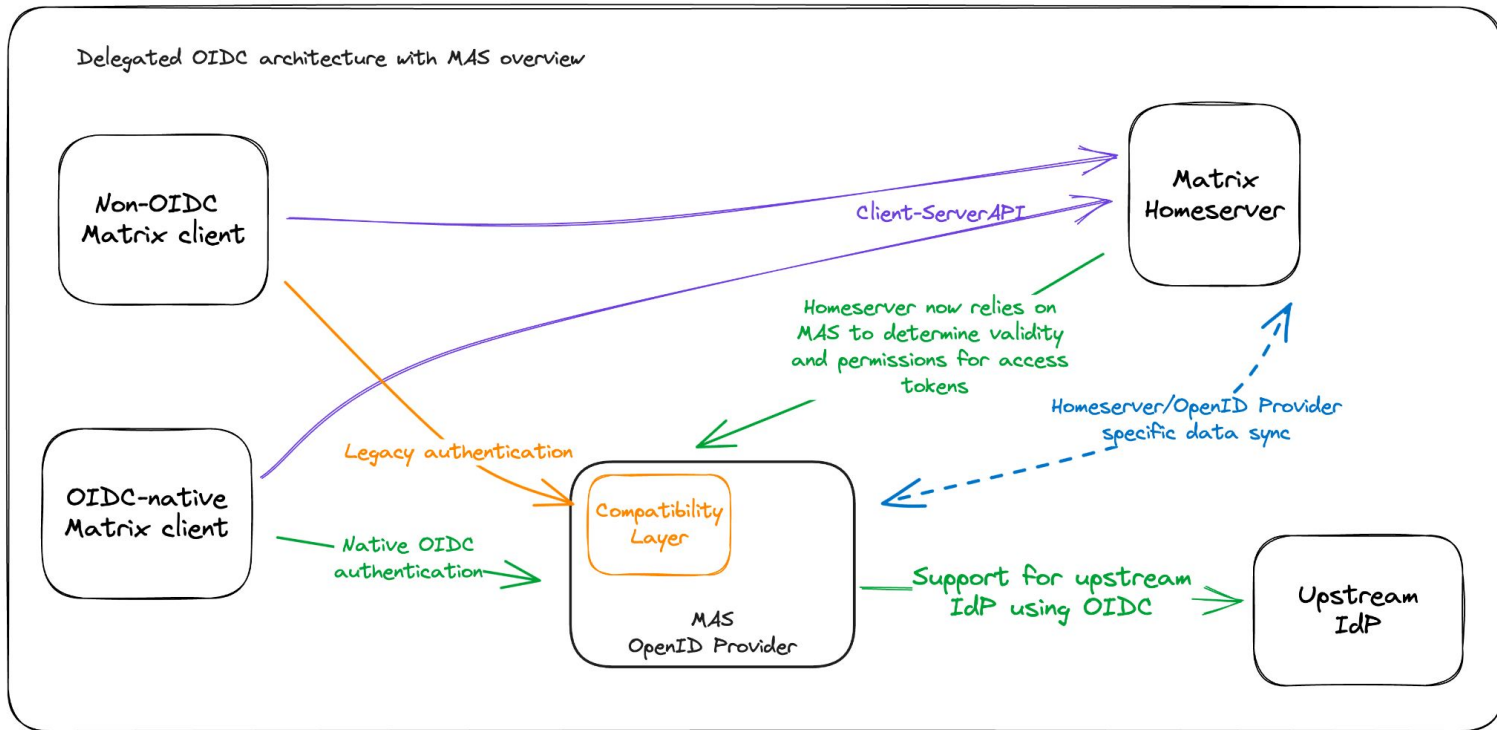 Delegated OIDC architecture with MAS overview
Non-OIDC
Matrix client
Matrix
Homeserver
Client-ServerAPI
Homeserver now relies on
MAS to determine validity
and permissions for access
tokens
Homeserver/OpenID Provider
specific data sync
Legacy authentication
OIDC-native
Matrix client
Compatibility
Layer
Native OIDC
authentication
MAS
OpenID Provider
Support for upstream
IdP using OIDC
Upstream
IdP